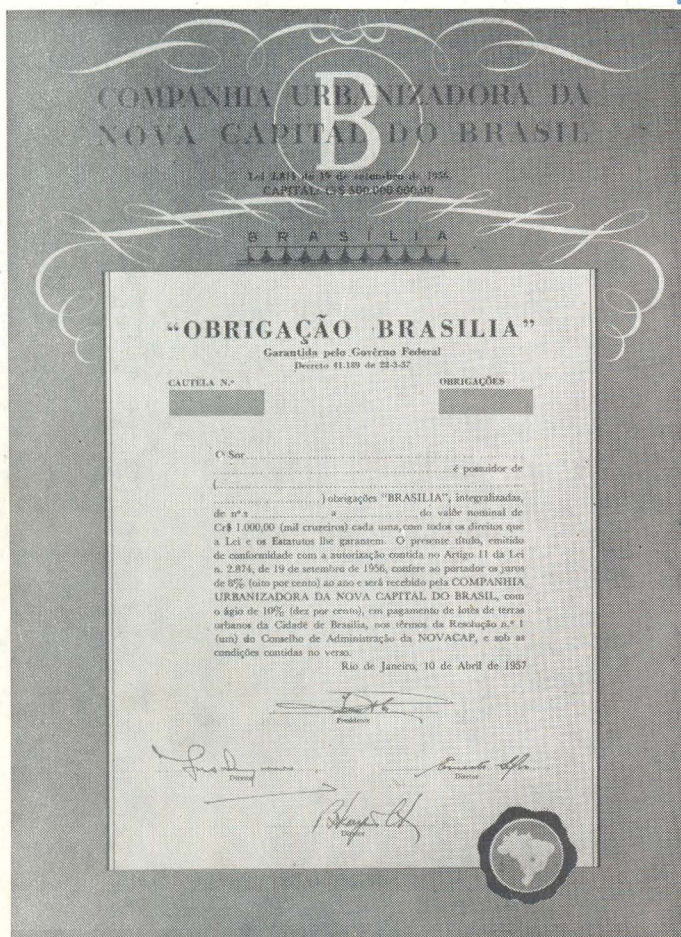 COMPANHIA URBANIZADORA DA
B
NOVA CAPITAL DO BRASIL
Lei 2.874 de 19 de setembro de 1956
CAPITAL: CR$ 500.000.000,00
BRASÍLIA
"OBRIGAÇÃO BRASILIA"
Garantida pelo Govêrno Federal
Decreto 41.189 de 22-3-57
CAUTELA N.º OBRIGAÇÕES
O Snr.
é possuidor de
(
) obrigações "BRASILIA", integralizadas,
de nºs a do valôr nominal de
Cr$ 1.000,00 (mil cruzeiros) cada uma, com todos os direitos que
a Lei e os Estatutos lhe garantem. O presente título, emitido
de conformidade com a autorização contida no Artigo 11 da Lei
n. 2.874, de 19 de setembro de 1956, confere ao portador os juros
de 8% (oito por cento) ao ano e será recebido pela COMPANHIA
URBANIZADORA DA NOVA CAPITAL DO BRASIL, com
o ágio de 10% (dez por cento), em pagamento de lotes de terras
urbanos da Cidade de Brasilia, nos têrmos da Resolução n.º 1
(um) do Conselho de Administração da NOVACAP, e sob as
condições contidas no verso.
Rio de Janeiro, 10 de Abril de 1957
Presidente
Director Director
Director